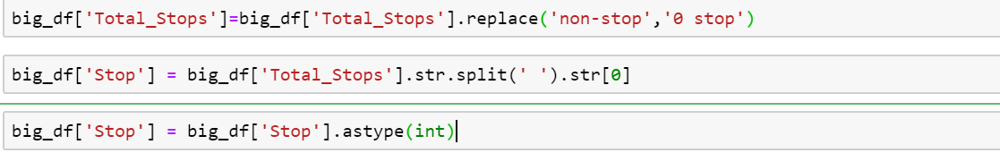 big_df['Total_Stops']=big_df['Total_Stops'].replace('non-stop','0 stop')
big_df['Stop'] = big_df['Total_Stops'].str.split(' ').str[0]
big_df['Stop'] = big_df['Stop'].astype(int)